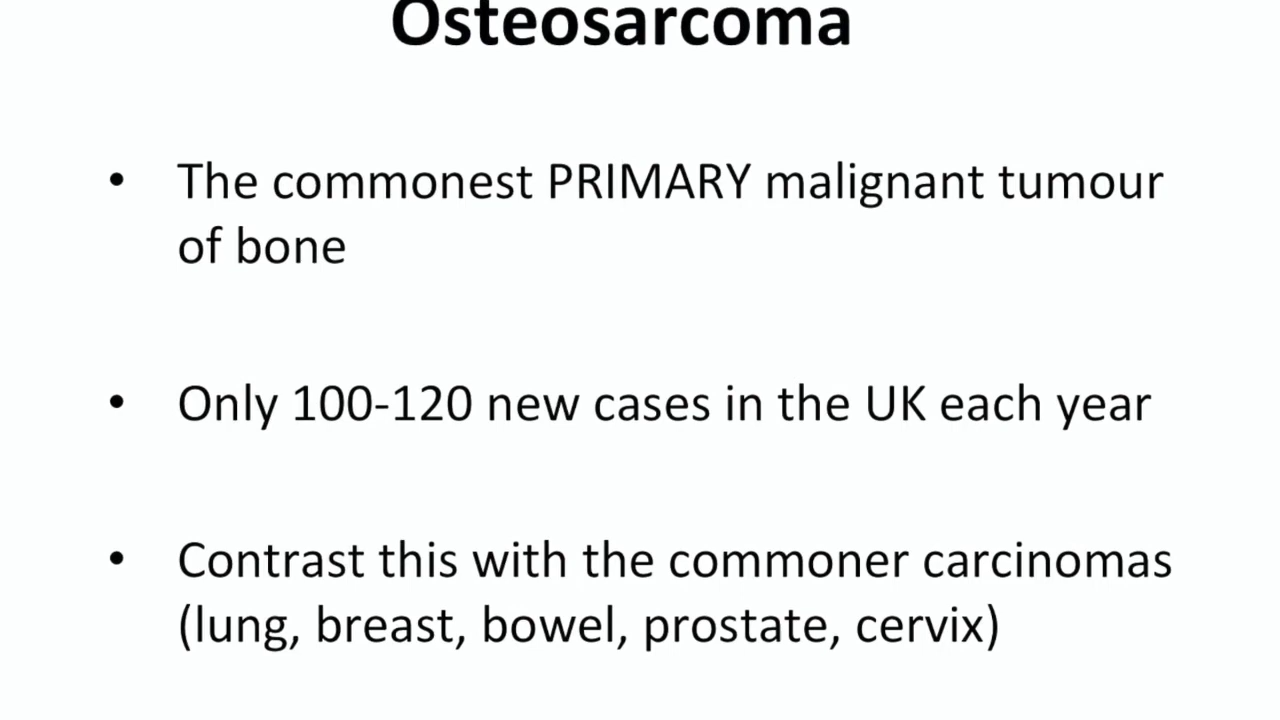 Osteosarcoma
• The commonest PRIMARY malignant tumour
of bone
• Only 100-120 new cases in the UK each year
• Contrast this with the commoner carcinomas
(lung, breast, bowel, prostate, cervix)